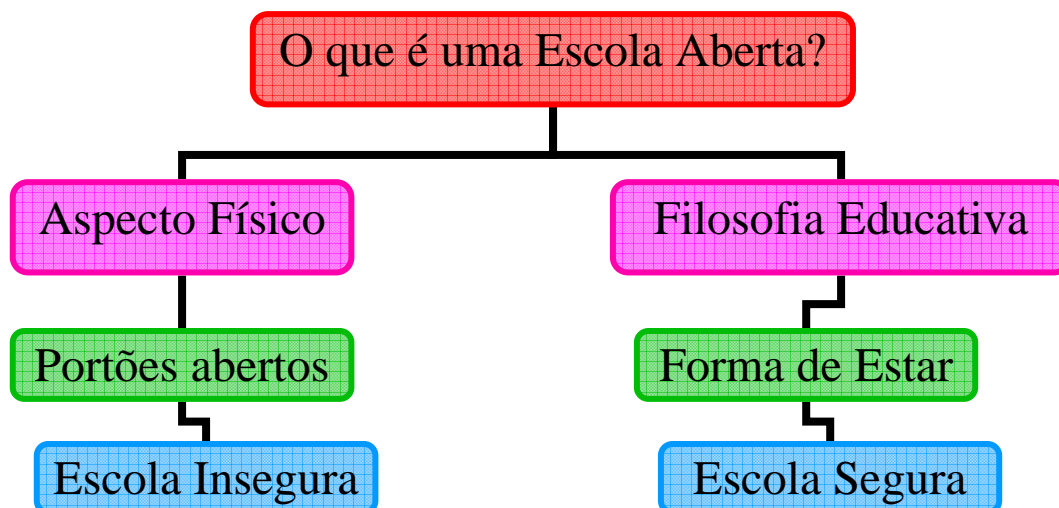 O que é uma Escola Aberta?
Aspecto Físico
Filosofia Educativa
Portões abertos
Forma de Estar
Escola Insegura
Escola Segura